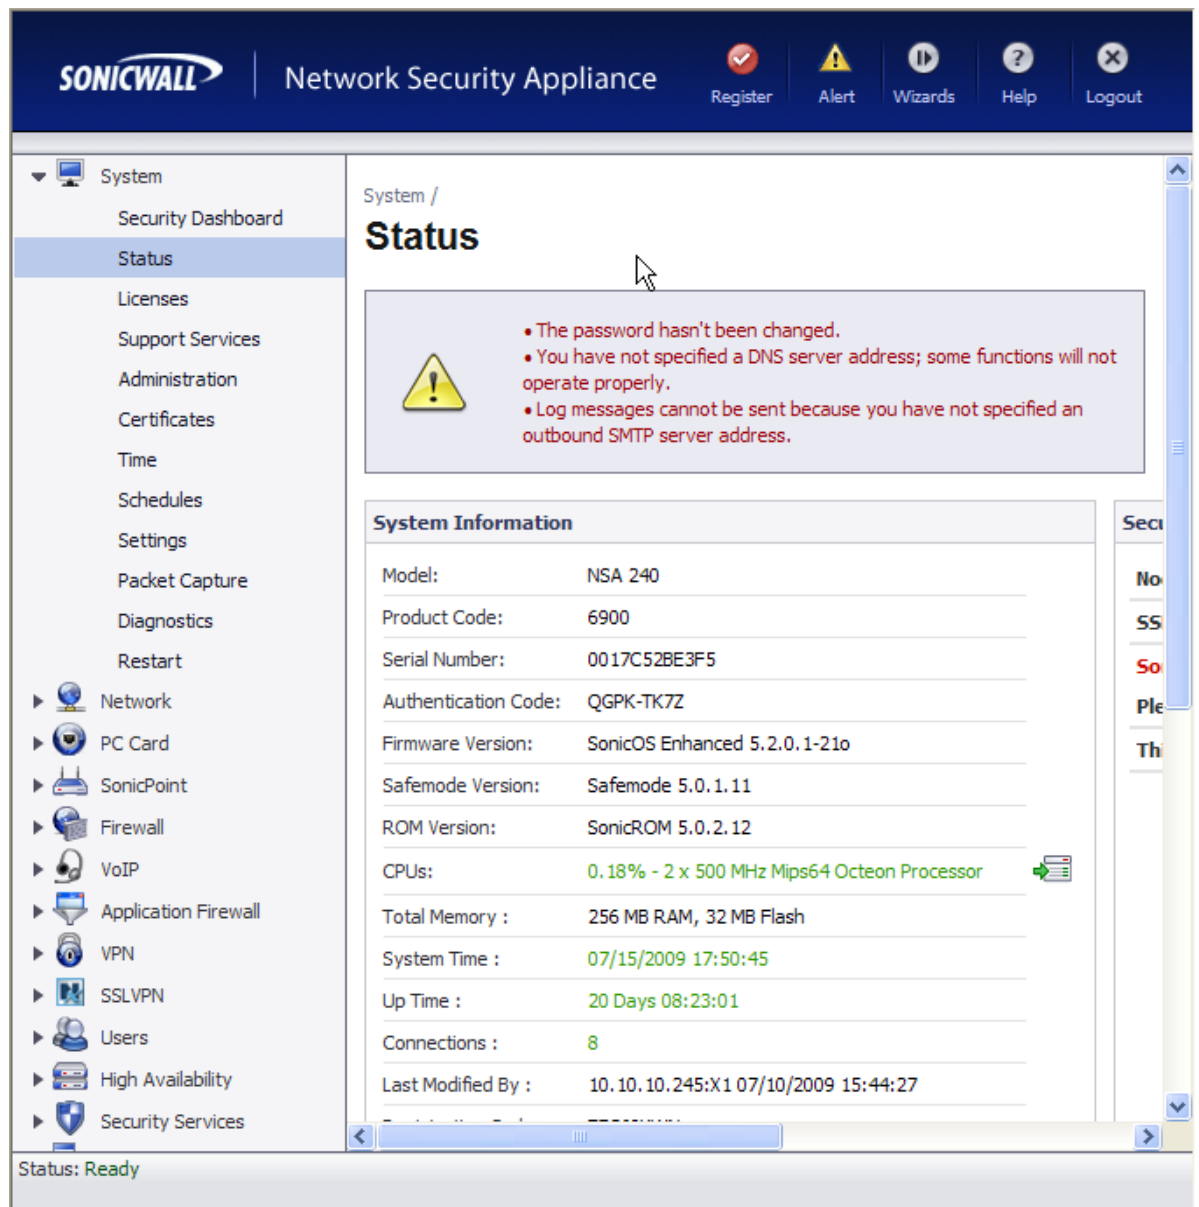 SONICWALL
Network Security Appliance
Register
Alert
Wizards
Help
Logout
System
Security Dashboard
Status
Licenses
Support Services
Administration
Certificates
Time
Schedules
Settings
Packet Capture
Diagnostics
Restart
Network
PC Card
SonicPoint
Firewall
VoIP
Application Firewall
VPN
SSLVPN
Users
High Availability
Security Services
System /
Status
• The password hasn't been changed.
• You have not specified a DNS server address; some functions will not
operate properly.
• Log messages cannot be sent because you have not specified an
outbound SMTP server address.
System Information
Model: NSA 240
Product Code: 6900
Serial Number: 0017C52BE3F5
Authentication Code: QGPK-TK7Z
Firmware Version: SonicOS Enhanced 5.2.0.1-21o
Safemode Version: Safemode 5.0.1.11
ROM Version: SonicROM 5.0.2.12
CPUs: 0.18% - 2 x 500 MHz Mips64 Octeon Processor
Total Memory : 256 MB RAM, 32 MB Flash
System Time : 07/15/2009 17:50:45
Up Time : 20 Days 08:23:01
Connections : 8
Last Modified By : 10.10.10.245:X1 07/10/2009 15:44:27
Status: Ready